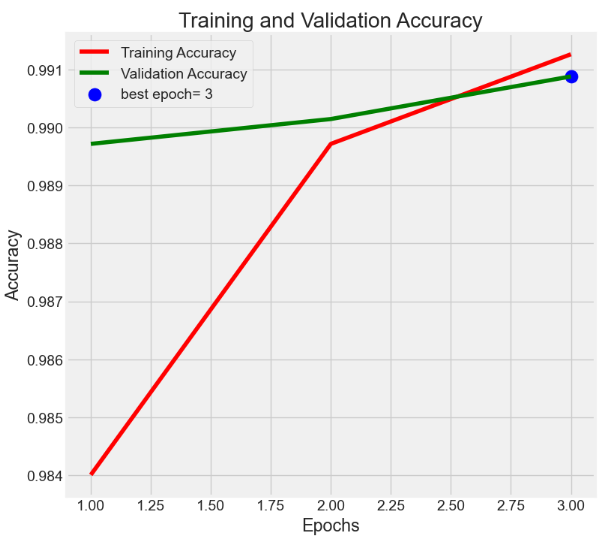 Training and Validation Accuracy
Training Accuracy
Validation Accuracy
best epoch= 3
Accuracy
0.991
0.990
0.989
0.988
0.987
0.986
0.985
0.984
1.00 1.25 1.50 1.75 2.00 2.25 2.50 2.75 3.00
Epochs